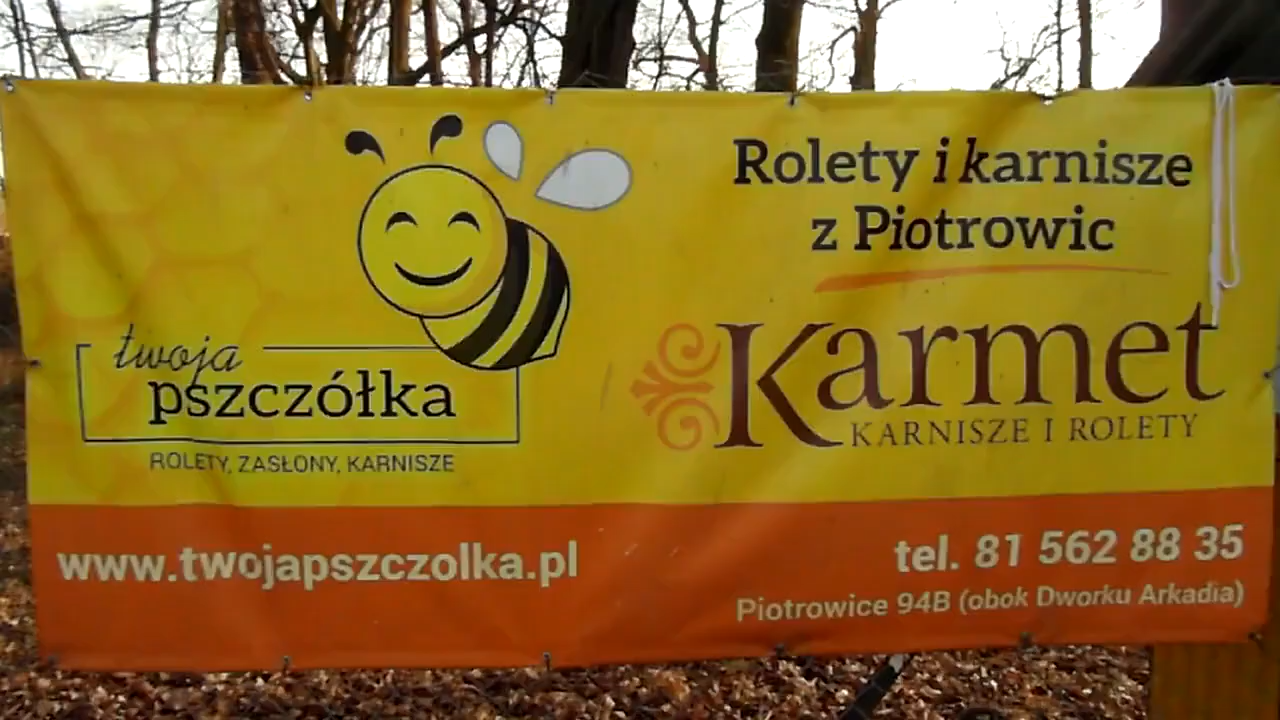 twoja
pszczółka
ROLETY, ZASŁONY, KARNISZE
www.twojapszczolka.pl
Rolety i karnisze
z Piotrowic
Karmet
KARNISZE I ROLETY
tel. 81 562 88 35
Piotrowice 94B (obok Dworku Arkadia)